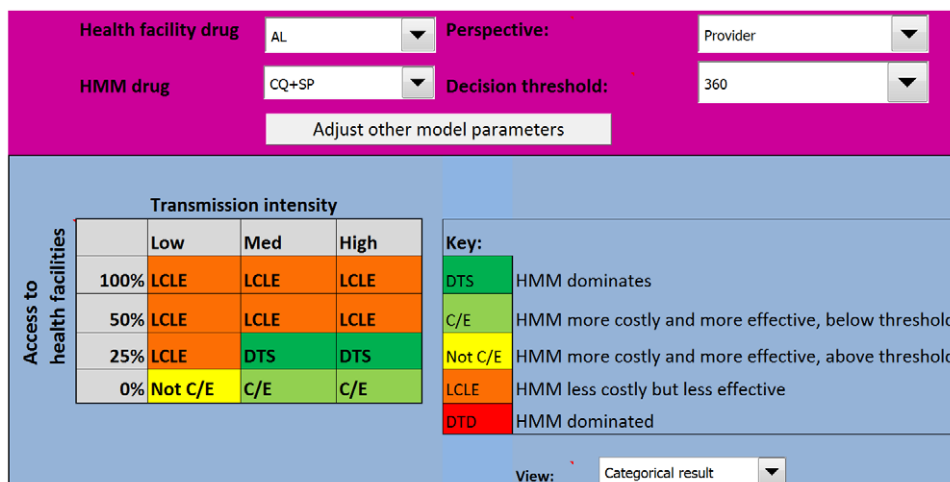 Health facility drug AL Perspective: Provider
HMM drug CQ+SP Decision threshold: 360
Adjust other model parameters
Transmission intensity
Access to
health facilities
Low Med High
100% LCLE LCLE LCLE
50% LCLE LCLE LCLE
25% LCLE DTS DTS
0% Not C/E C/E C/E
Key:
DTS HMM dominates
C/E HMM more costly and more effective, below threshold
Not C/E HMM more costly and more effective, above threshold
LCLE HMM less costly but less effective
DTD HMM dominated
View: Categorical result